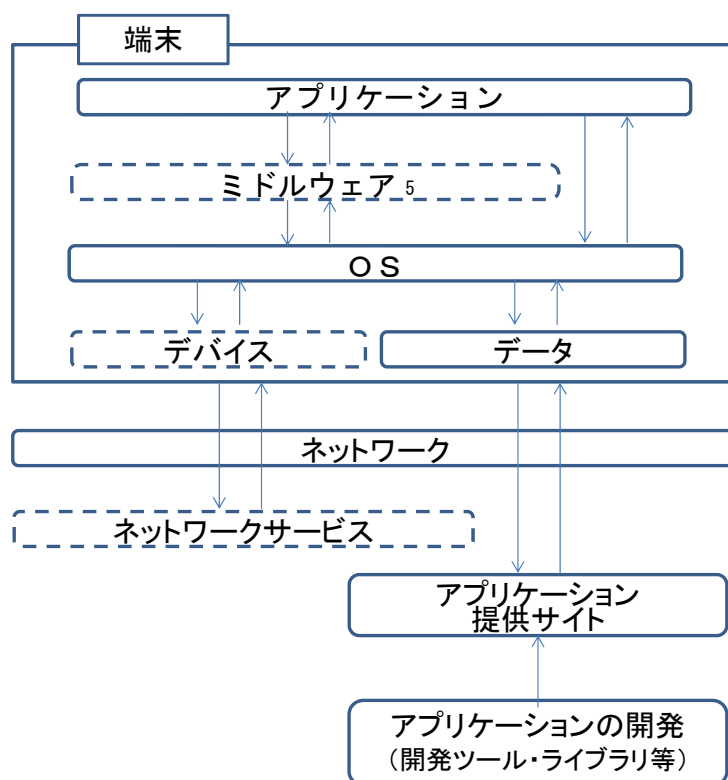 端末
アプリケーション
ミドルウェア 5
ＯＳ
デバイス
データ
ネットワーク
ネットワークサービス
アプリケーション
提供サイト
アプリケーションの開発
（開発ツール・ライブラリ等）